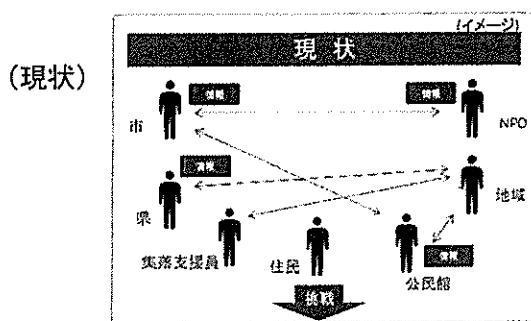 (イメージ)
現状
(現状)
情報
情報
市
NPO
情報
県
地域
集落支援員
住民
公民館
情報
挑戦